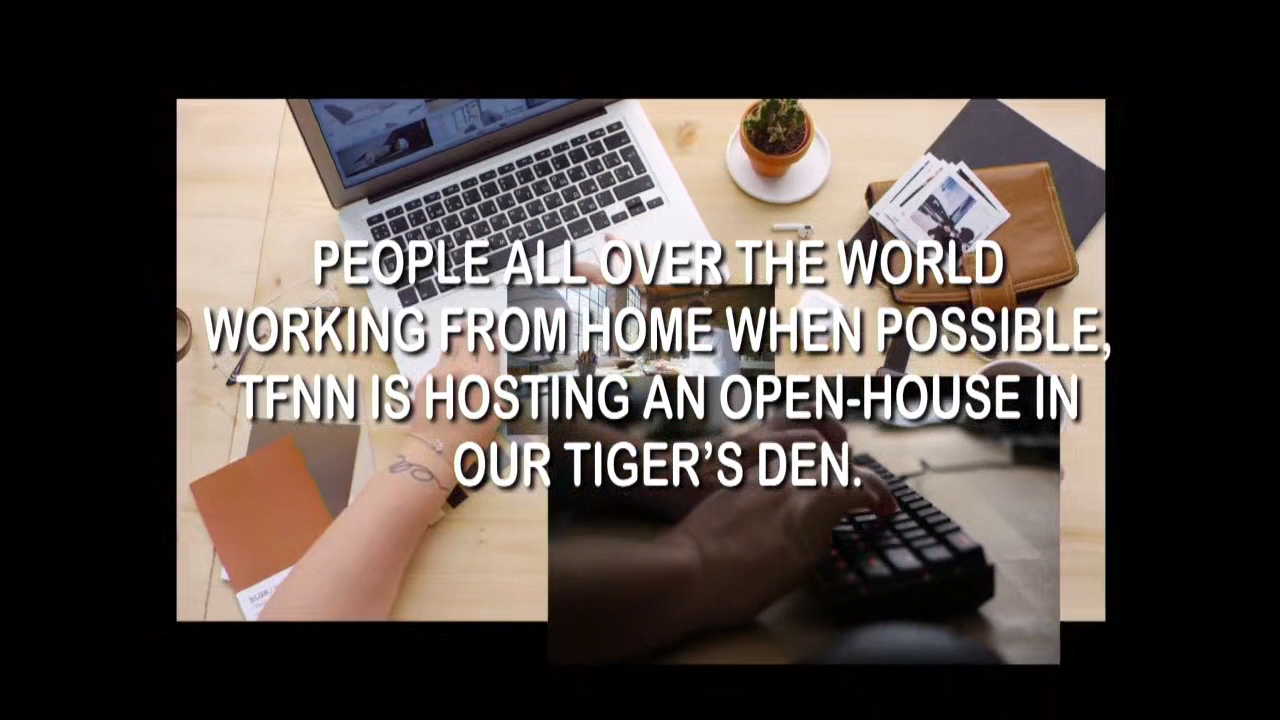 PEOPLE ALL OVER THE WORLD
WORKING FROM HOME WHEN POSSIBLE,
TFNN IS HOSTING AN OPEN-HOUSE IN
OUR TIGER’S DEN.